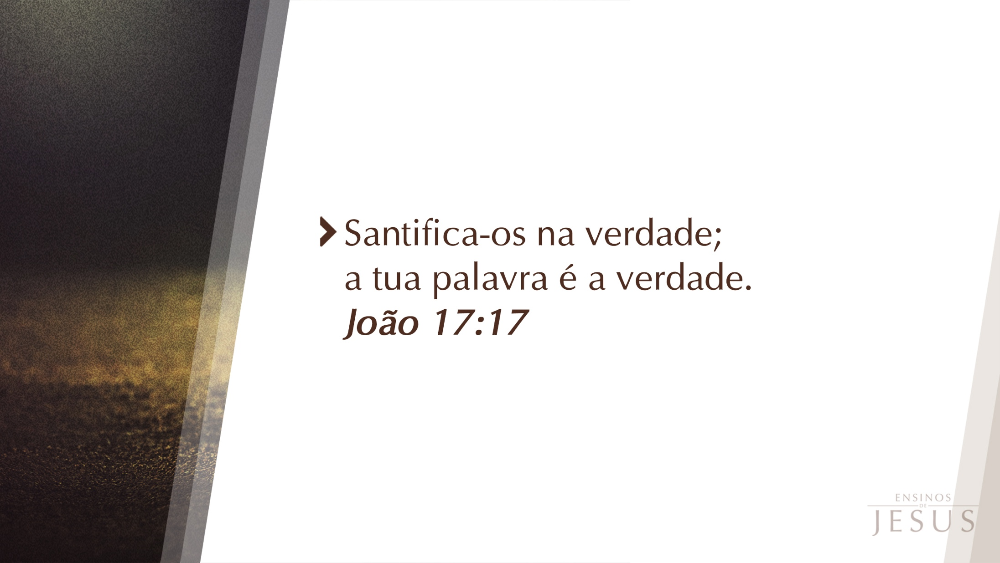 Santifica-os na verdade;
a tua palavra é a verdade.
João 17:17
ENSINOS
DE
JESUS